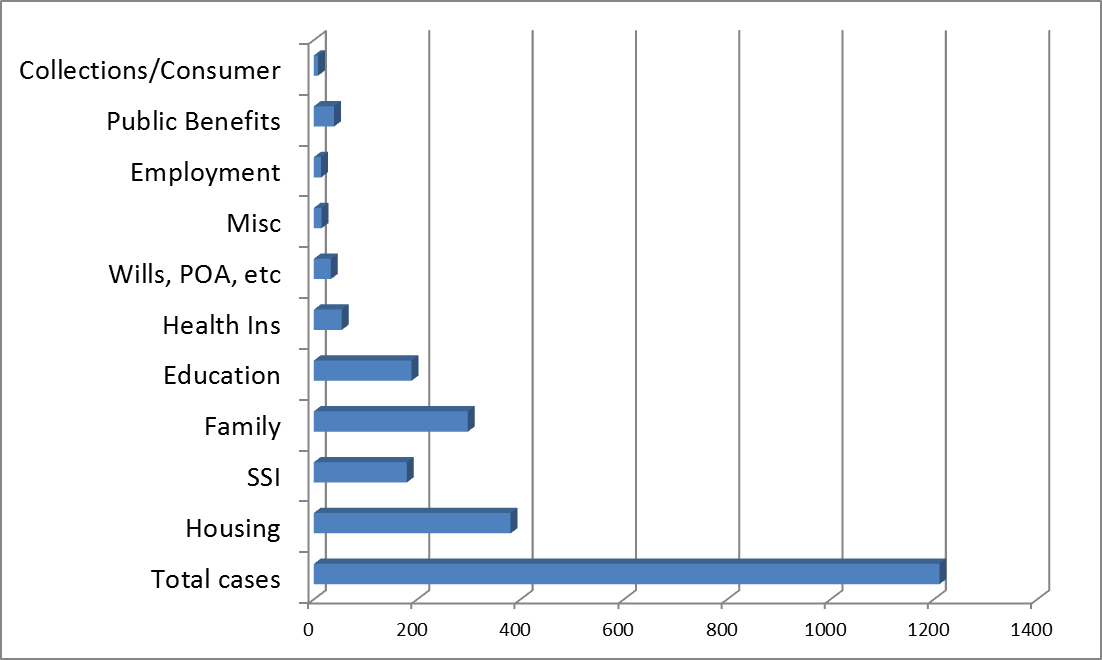 Collections/Consumer
Public Benefits
Employment
Misc
Wills, POA, etc
Health Ins
Education
Family
SSI
Housing
Total cases
0 200 400 600 800 1000 1200 1400